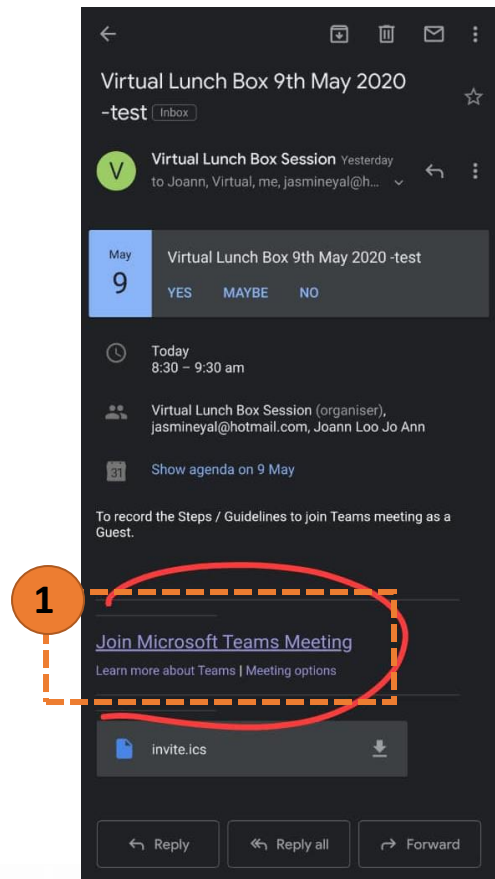 Virtual Lunch Box 9th May 2020
-test Inbox
V
Virtual Lunch Box Session Yesterday
to Joann, Virtual, me, jasmineyal@h...
May
9
Virtual Lunch Box 9th May 2020 -test
YES MAYBE NO
Today
8:30 – 9:30 am
Virtual Lunch Box Session (organiser),
jasmineyal@hotmail.com, Joann Loo Jo Ann
31
Show agenda on 9 May
To record the Steps / Guidelines to join Teams meeting as a
Guest.
1
Join Microsoft Teams Meeting
Learn more about Teams | Meeting options
invite.ics
Reply Reply all Forward